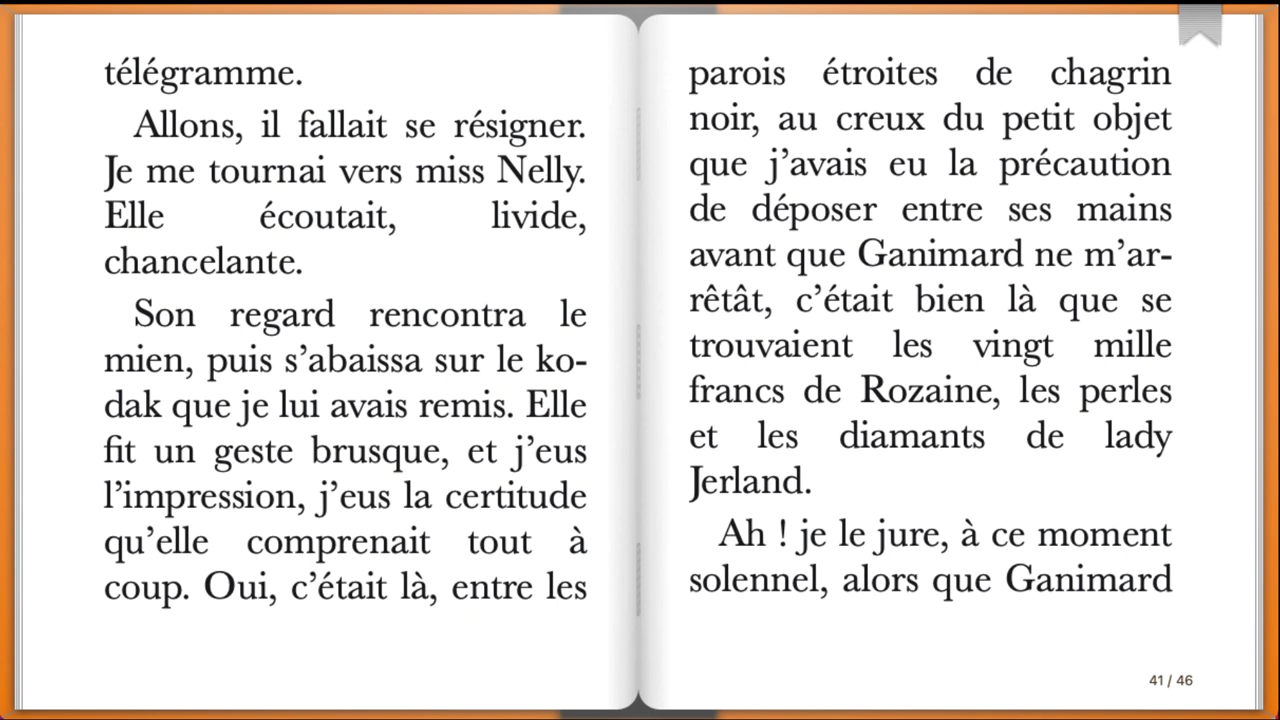 télégramme.
Allons, il fallait se résigner.
Je me tournai vers miss Nelly.
Elle écoutait, livide,
chancelante.
Son regard rencontra le
mien, puis s’abaissa sur le ko-
dak que je lui avais remis. Elle
fit un geste brusque, et j’eus
l’impression, j’eus la certitude
qu’elle comprenait tout à
coup. Oui, c’était là, entre les
parois étroites de chagrin
noir, au creux du petit objet
que j’avais eu la précaution
de déposer entre ses mains
avant que Ganimard ne m’ar-
rêtât, c’était bien là que se
trouvaient les vingt mille
francs de Rozaine, les perles
et les diamants de lady
Jerland.
Ah ! je le jure, à ce moment
solennel, alors que Ganimard
41 / 46